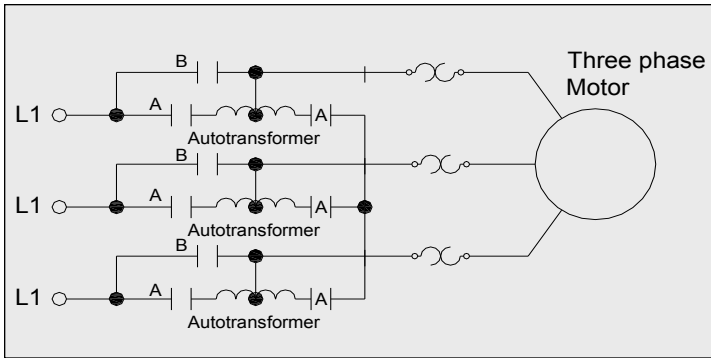 Three phase
Motor
B
L1 A A
Autotransformer
B
L1 A A
Autotransformer
B
L1 A A
Autotransformer